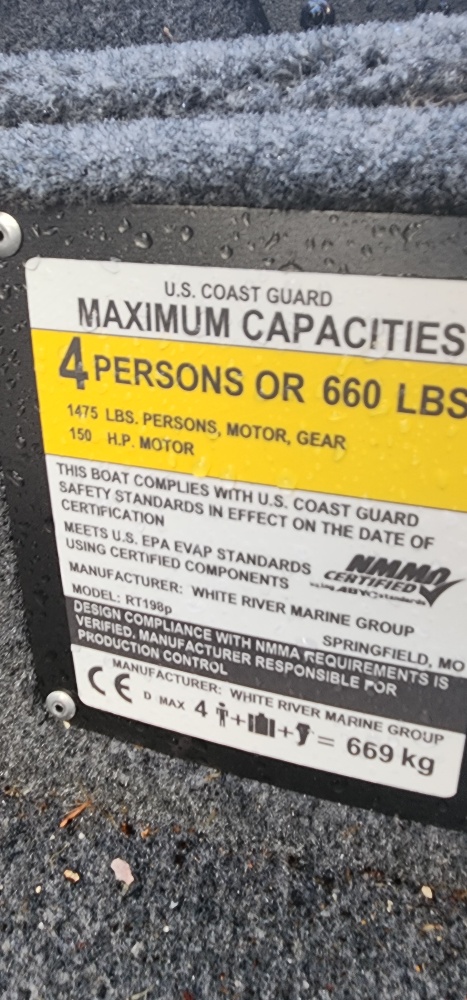 U.S. COAST GUARD
MAXIMUM CAPACITIES
4 PERSONS OR 660 LBS
1475 LBS. PERSONS, MOTOR, GEAR
150 H.P. MOTOR
THIS BOAT COMPLIES WITH U.S. COAST GUARD
SAFETY STANDARDS IN EFFECT ON THE DATE OF
CERTIFICATION
MEETS U.S. EPA EVAP STANDARDS
USING CERTIFIED COMPONENTS
NMMA
CERTIFIED
using ABYC standards
MANUFACTURER: WHITE RIVER MARINE GROUP
MODEL: RT198p
SPRINGFIELD, MO
DESIGN COMPLIANCE WITH NMMA REQUIREMENTS IS
VERIFIED. MANUFACTURER RESPONSIBLE FOR
PRODUCTION CONTROL
MANUFACTURER: WHITE RIVER MARINE GROUP
CE D MAX 4 + + = 669 kg